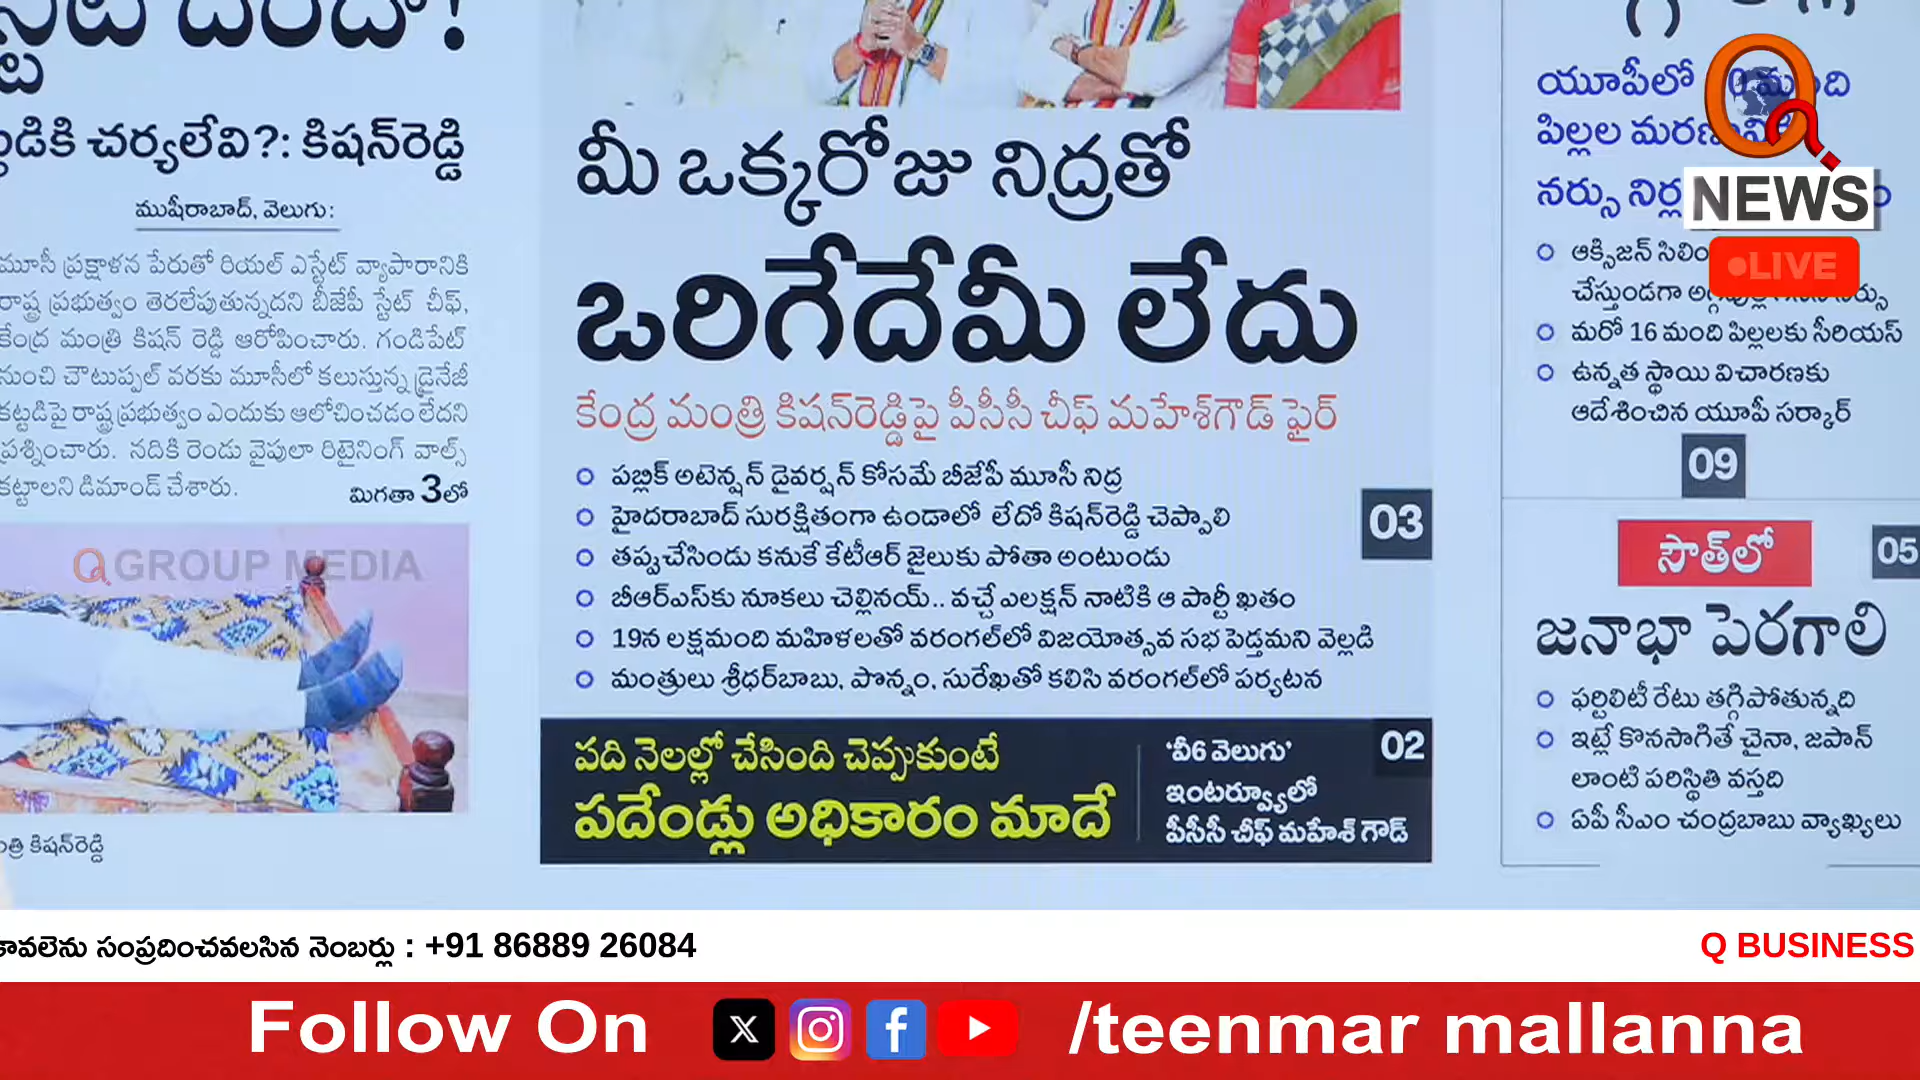 చర్యలేవి?: కిషన్‌రెడ్డి
ముషీరాబాద్, వెలుగు:
మూసీ ప్రక్షాళన పేరుతో రియల్ ఎస్టేట్ వ్యాపారానికి
రాష్ట్ర ప్రభుత్వం తెరలేపుతున్నదని బీజేపీ స్టేట్ చీఫ్,
కేంద్ర మంత్రి కిషన్ రెడ్డి ఆరోపించారు. గండిపేట్
నుంచి చౌటుప్పల్ వరకు మూసీలో కలుస్తున్న డ్రైనేజీ
కట్టడిపై రాష్ట్ర ప్రభుత్వం ఎందుకు ఆలోచించడం లేదని
ప్రశ్నించారు. నదికి రెండు వైపులా రిటైనింగ్ వాల్స్
కట్టాలని డిమాండ్ చేశారు. మిగతా 3లో
Q GROUP MEDIA
కిషన్‌రెడ్డి
మీ ఒక్కరోజు నిద్రతో
ఒరిగేదేమీ లేదు
కేంద్ర మంత్రి కిషన్‌రెడ్డిపై పీసీసీ చీఫ్ మహేశ్‌గౌడ్ ఫైర్
పబ్లిక్ అటెన్షన్ డైవర్షన్ కోసమే బీజేపీ మూసీ నిద్ర
హైదరాబాద్ సురక్షితంగా ఉండాలో లేదో కిషన్‌రెడ్డి చెప్పాలి
తప్పుచేసిండు కనుకే కేటీఆర్ జైలుకు పోతా అంటుండు
బీఆర్ఎస్‌కు నూకలు చెల్లినయ్.. వచ్చే ఎలక్షన్ నాటికి ఆ పార్టీ ఖతం
19న లక్షమంది మహిళలతో వరంగల్‌లో విజయోత్సవ సభ పెడ్తమని వెల్లడి
మంత్రులు శ్రీధర్‌బాబు, పొన్నం, సురేఖతో కలిసి వరంగల్‌లో పర్యటన
03
పది నెలల్లో చేసింది చెప్పుకుంటే
పదేండ్లు అధికారం మాదే
'వీ6 వెలుగు'
ఇంటర్వ్యూలో
పీసీసీ చీఫ్ మహేశ్ గౌడ్
02
యూపీలో
పిల్లల
నర్సు
ఆక్సిజన్
చేస్తుండగా
మరో 16 మంది పిల్లలకు సీరియస్
ఉన్నత స్థాయి విచారణకు
ఆదేశించిన యూపీ సర్కార్
09
సౌత్‌లో
05
జనాభా పెరగాలి
ఫర్టిలిటీ రేటు తగ్గిపోతున్నది
ఇట్లే కొనసాగితే చైనా, జపాన్
లాంటి పరిస్థితి వస్తది
ఏపీ సీఎం చంద్రబాబు వ్యాఖ్యలు
Q
NEWS
LIVE
సంప్రదించవలసిన నెంబర్లు : +91 86889 26084
Q BUSINESS
Follow On /teenmar mallanna